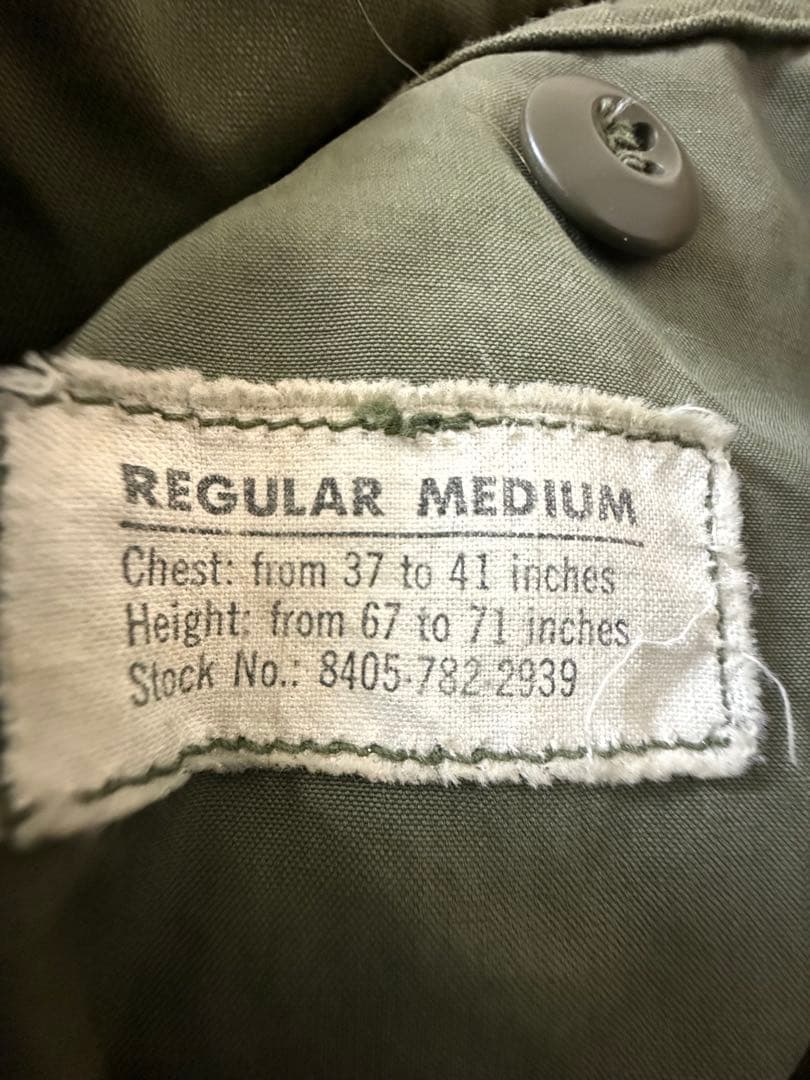 REGULAR MEDIUM
Chest: from 37 to 41 inches
Height: from 67 to 71 inches
Stock No.: 8405-782-2939